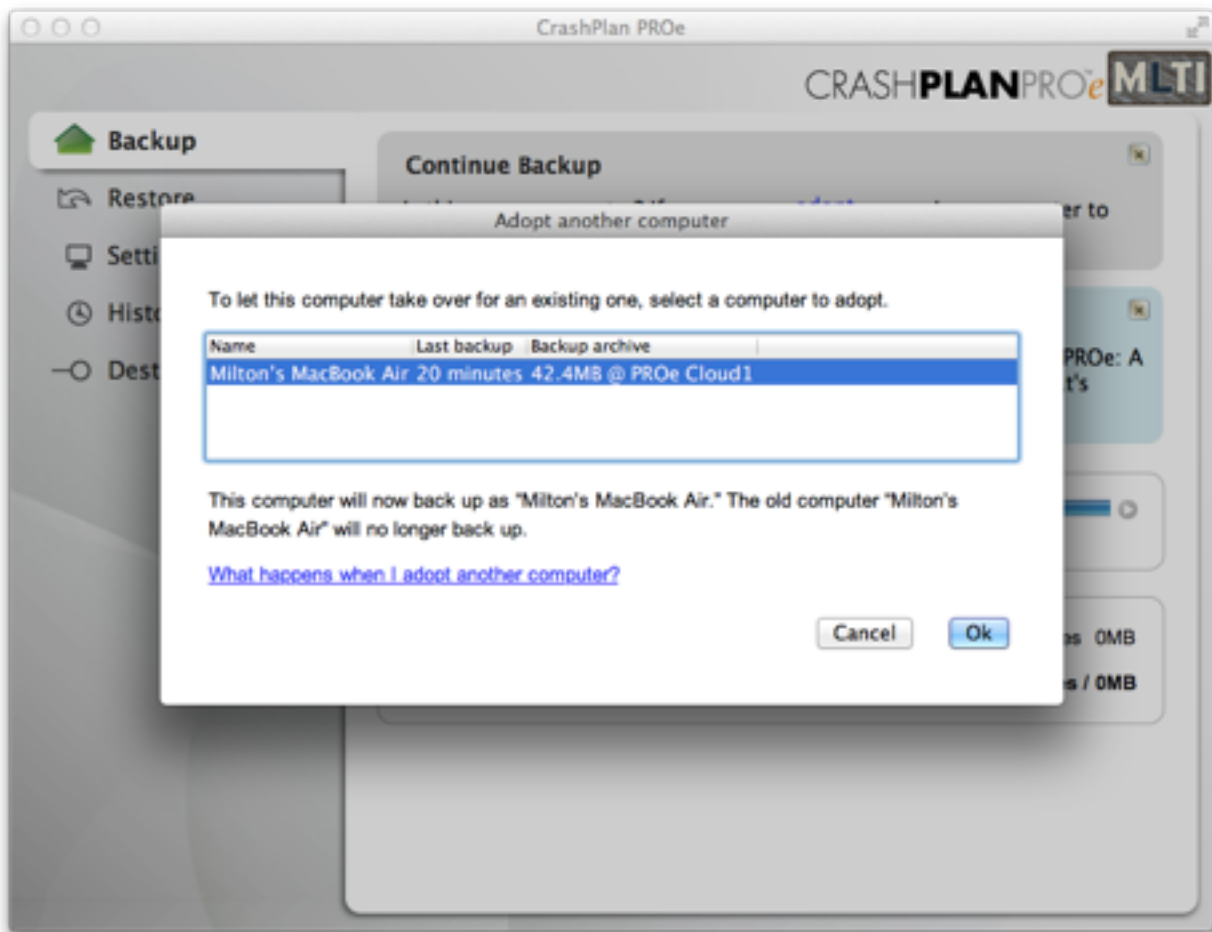 CrashPlan PROe
CRASHPLANPROe MLTI
Backup
Restore
Setti
Histo
Dest
Continue Backup
er to
Adopt another computer
To let this computer take over for an existing one, select a computer to adopt.
Name Last backup Backup archive
Milton's MacBook Air 20 minutes 42.4MB @ PROe Cloud1
PROe: A
t's
This computer will now back up as "Milton's MacBook Air." The old computer "Milton's
MacBook Air" will no longer back up.
What happens when I adopt another computer?
Cancel Ok
es 0MB
s / 0MB